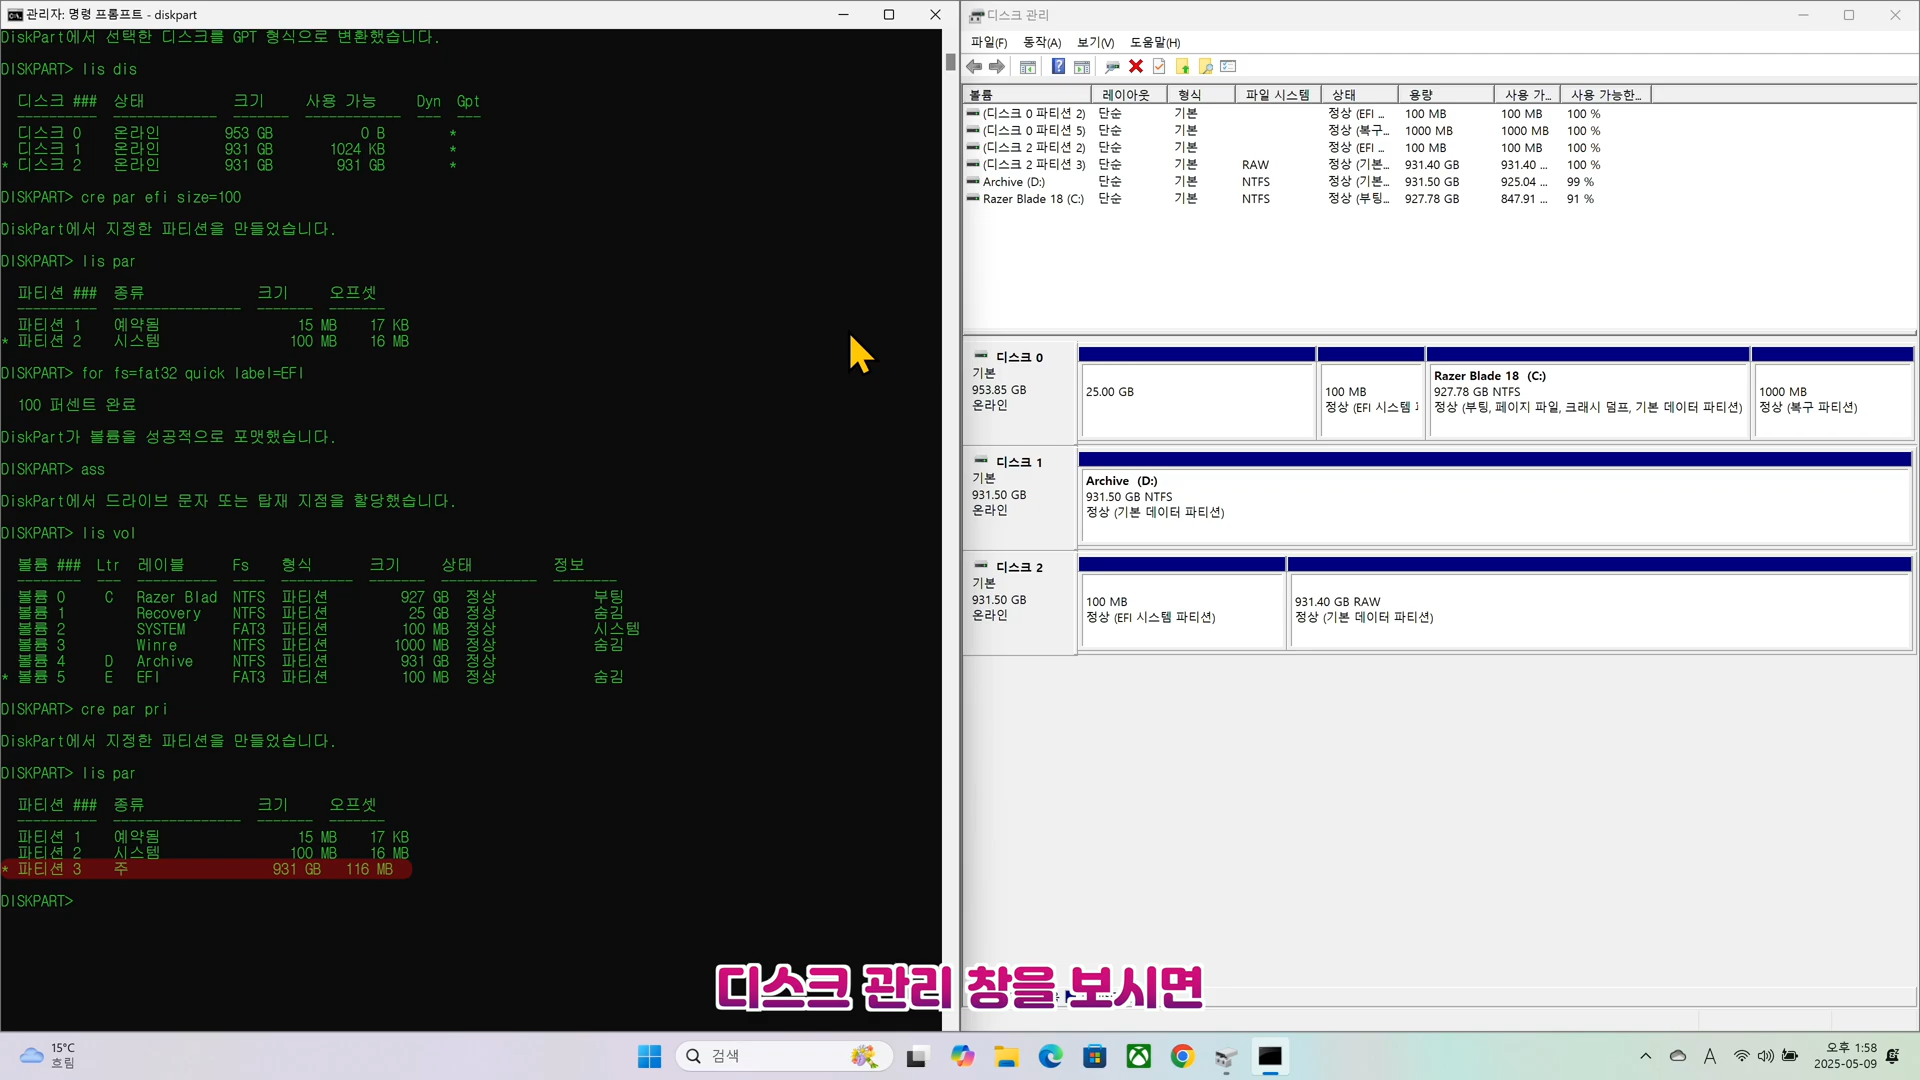 관리자: 명령 프롬프트 - diskpart
DiskPart에서 선택한 디스크를 GPT 형식으로 변환했습니다.
DISKPART> lis dis
디스크 ### 상태 크기 사용 가능 Dyn Gpt
---------- ------------- ------- ------------ --- ---
디스크 0 온라인 953 GB 0 B *
디스크 1 온라인 931 GB 1024 KB *
* 디스크 2 온라인 931 GB 931 GB *
DISKPART> cre par efi size=100
DiskPart에서 지정한 파티션을 만들었습니다.
DISKPART> lis par
파티션 ### 종류 크기 오프셋
---------- ---------------- ------- -------
파티션 1 예약됨 15 MB 17 KB
* 파티션 2 시스템 100 MB 16 MB
DISKPART> for fs=fat32 quick label=EFI
100 퍼센트 완료
DiskPart가 볼륨을 성공적으로 포맷했습니다.
DISKPART> ass
DiskPart에서 드라이브 문자 또는 탑재 지점을 할당했습니다.
DISKPART> lis vol
볼륨 ### Ltr 레이블 Fs 형식 크기 상태 정보
-------- --- ---------- ---- --------- ------- ------------ --------
볼륨 0 C Razer Blad NTFS 파티션 927 GB 정상 부팅
볼륨 1 Recovery NTFS 파티션 25 GB 정상 숨김
볼륨 2 SYSTEM FAT3 파티션 100 MB 정상 시스템
볼륨 3 Winre NTFS 파티션 1000 MB 정상 숨김
볼륨 4 D Archive NTFS 파티션 931 GB 정상
* 볼륨 5 E EFI FAT3 파티션 100 MB 정상 숨김
DISKPART> cre par pri
DiskPart에서 지정한 파티션을 만들었습니다.
DISKPART> lis par
파티션 ### 종류 크기 오프셋
---------- ---------------- ------- -------
파티션 1 예약됨 15 MB 17 KB
파티션 2 시스템 100 MB 16 MB
* 파티션 3 주 931 GB 116 MB
DISKPART>
디스크 관리
파일(F) 동작(A) 보기(V) 도움말(H)
볼륨 레이아웃 형식 파일 시스템 상태 용량 사용 가... 사용 가능한...
(디스크 0 파티션 2) 단순 기본 정상 (EFI ... 100 MB 100 MB 100 %
(디스크 0 파티션 5) 단순 기본 정상 (복구... 1000 MB 1000 MB 100 %
(디스크 2 파티션 2) 단순 기본 정상 (EFI ... 100 MB 100 MB 100 %
(디스크 2 파티션 3) 단순 기본 RAW 정상 (기본... 931.40 GB 931.40 ... 100 %
Archive (D:) 단순 기본 NTFS 정상 (기본... 931.50 GB 925.04 ... 99 %
Razer Blade 18 (C:) 단순 기본 NTFS 정상 (부팅... 927.78 GB 847.91 ... 91 %
디스크 0
기본
953.85 GB
온라인
25.00 GB
100 MB
정상 (EFI 시스템
Razer Blade 18 (C:)
927.78 GB NTFS
정상 (부팅, 페이지 파일, 크래시 덤프, 기본 데이터 파티션)
1000 MB
정상 (복구 파티션)
디스크 1
기본
931.50 GB
온라인
Archive (D:)
931.50 GB NTFS
정상 (기본 데이터 파티션)
디스크 2
기본
931.50 GB
온라인
100 MB
정상 (EFI 시스템 파티션)
931.40 GB RAW
정상 (기본 데이터 파티션)
디스크 관리 창을 보시면
15°C
흐림
검색
A
오후 1:58
2025-05-09